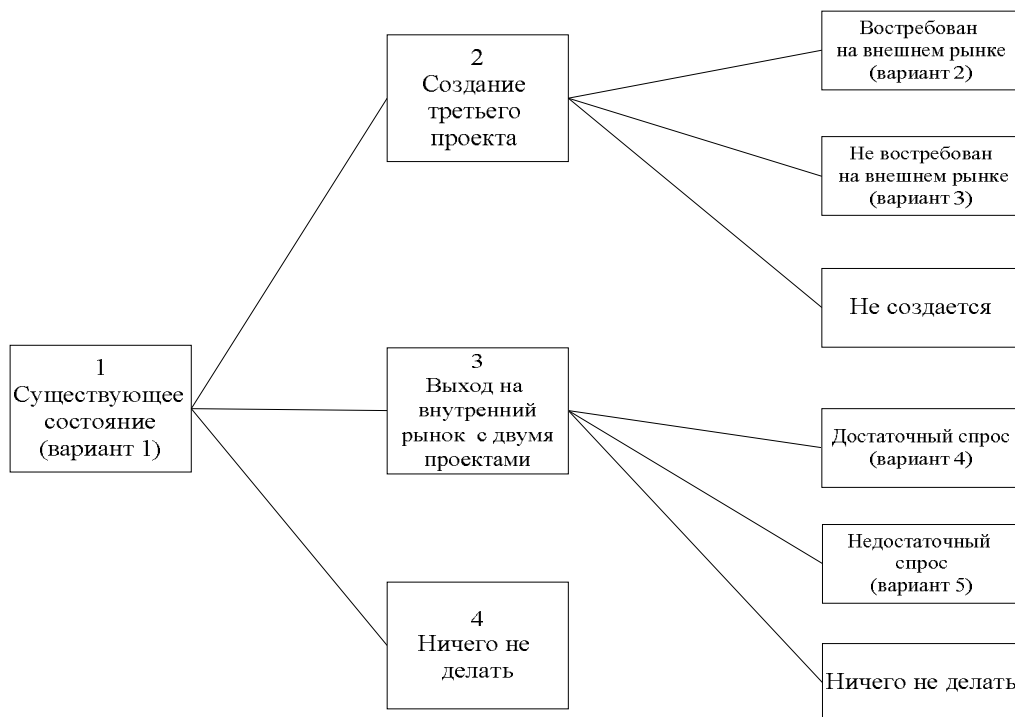 1
Существующее
состояние
(вариант 1)
2
Создание
третьего
проекта
3
Выход на
внутренний
рынок с двумя
проектами
4
Ничего не
делать
Востребован
на внешнем рынке
(вариант 2)
Не востребован
на внешнем рынке
(вариант 3)
Не создается
Достаточный спрос
(вариант 4)
Недостаточный
спрос
(вариант 5)
Ничего не делать